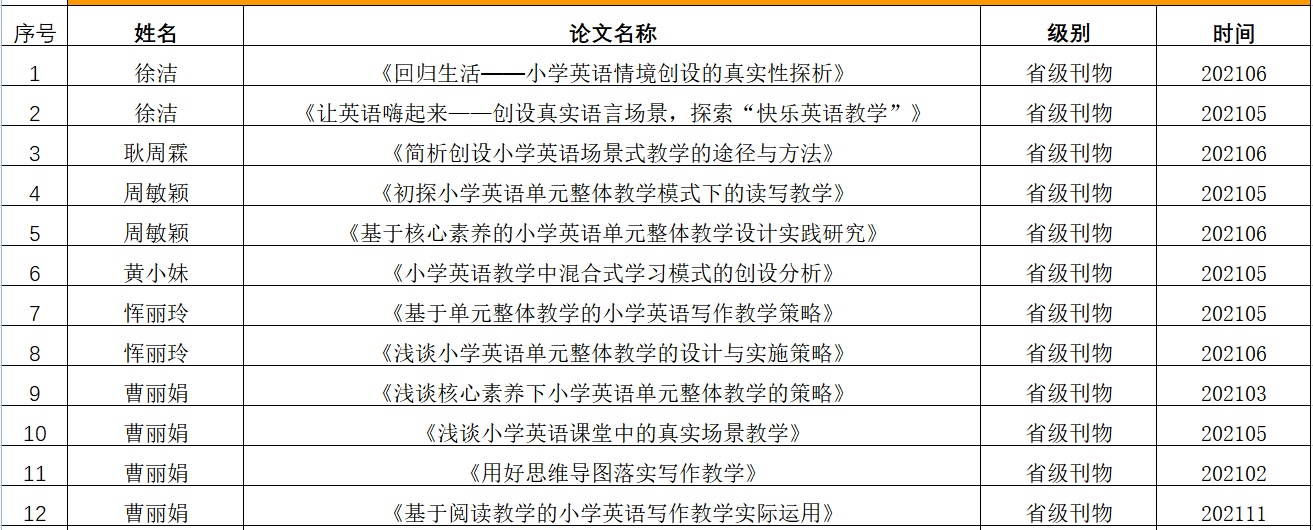 序号 姓名 论文名称 级别 时间
1 徐洁 《回归生活——小学英语情境创设的真实性探析》 省级刊物 202106
2 徐洁 《让英语嗨起来——创设真实语言场景，探索“快乐英语教学”》 省级刊物 202105
3 耿周霖 《简析创设小学英语场景式教学的途径与方法》 省级刊物 202106
4 周敏颖 《初探小学英语单元整体教学模式下的读写教学》 省级刊物 202105
5 周敏颖 《基于核心素养的小学英语单元整体教学设计实践研究》 省级刊物 202106
6 黄小妹 《小学英语教学中混合式学习模式的创设分析》 省级刊物 202105
7 恽丽玲 《基于单元整体教学的小学英语写作教学策略》 省级刊物 202105
8 恽丽玲 《浅谈小学英语单元整体教学的设计与实施策略》 省级刊物 202106
9 曹丽娟 《浅谈核心素养下小学英语单元整体教学的策略》 省级刊物 202103
10 曹丽娟 《浅谈小学英语课堂中的真实场景教学》 省级刊物 202105
11 曹丽娟 《用好思维导图落实写作教学》 省级刊物 202102
12 曹丽娟 《基于阅读教学的小学英语写作教学实际运用》 省级刊物 202111